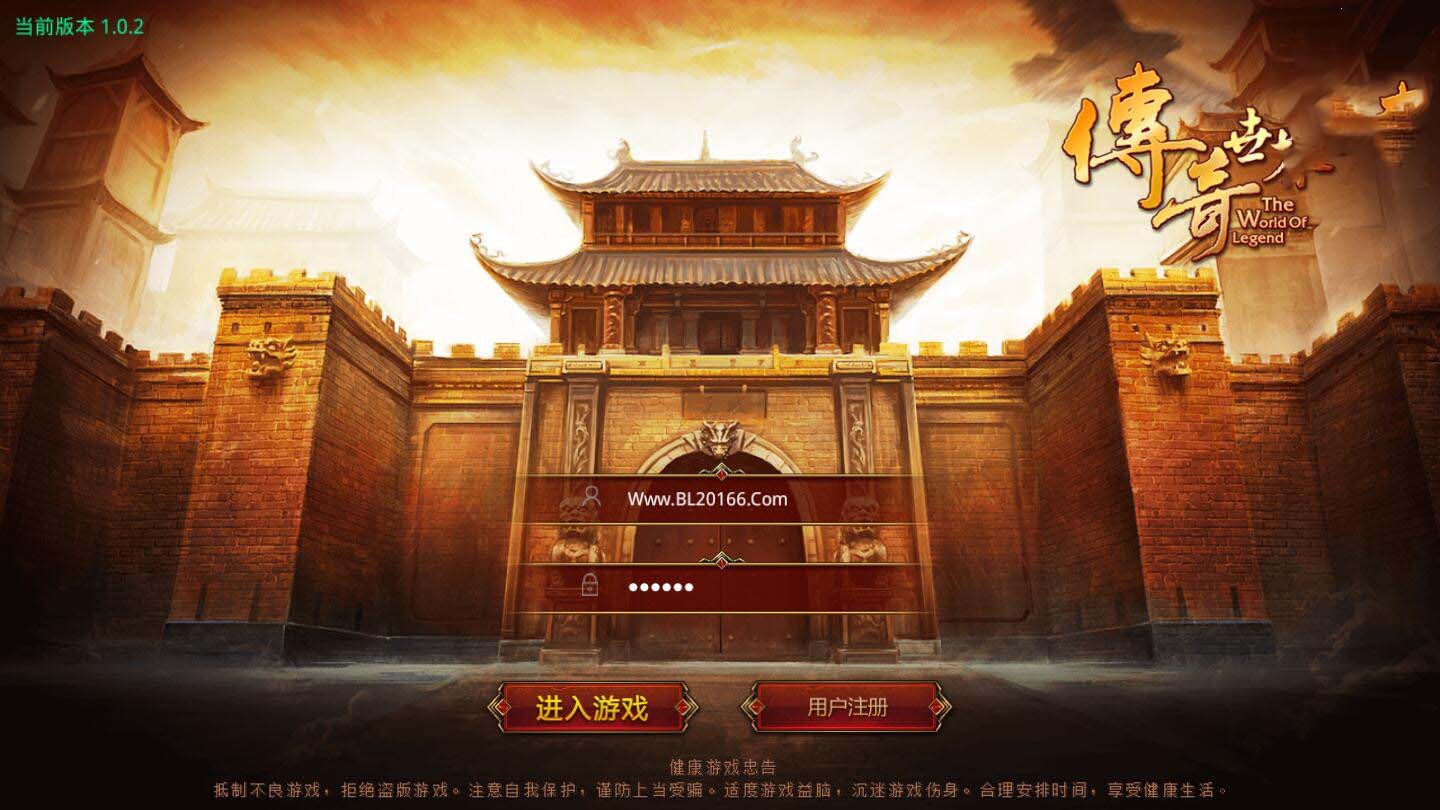 当前版本 1.0.2
傳奇世
The
World Of
Legend
Www.BL20166.Com
进入游戏
用户注册
健康游戏忠告
抵制不良游戏，拒绝盗版游戏。注意自我保护，谨防上当受骗。适度游戏益脑，沉迷游戏伤身。合理安排时间，享受健康生活。